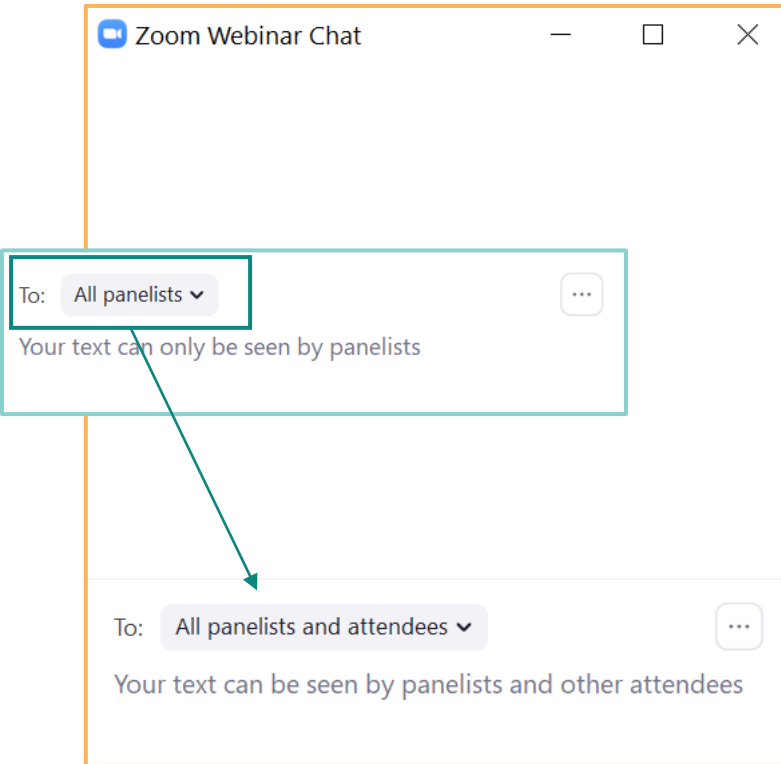 Zoom Webinar Chat
To: All panelists
Your text can only be seen by panelists
To: All panelists and attendees
Your text can be seen by panelists and other attendees